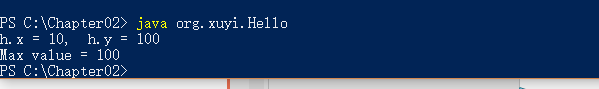 PS C:\Chapter02> java org.xuyi.Hello
h.x = 10,  h.y = 100
Max value = 100
PS C:\Chapter02>